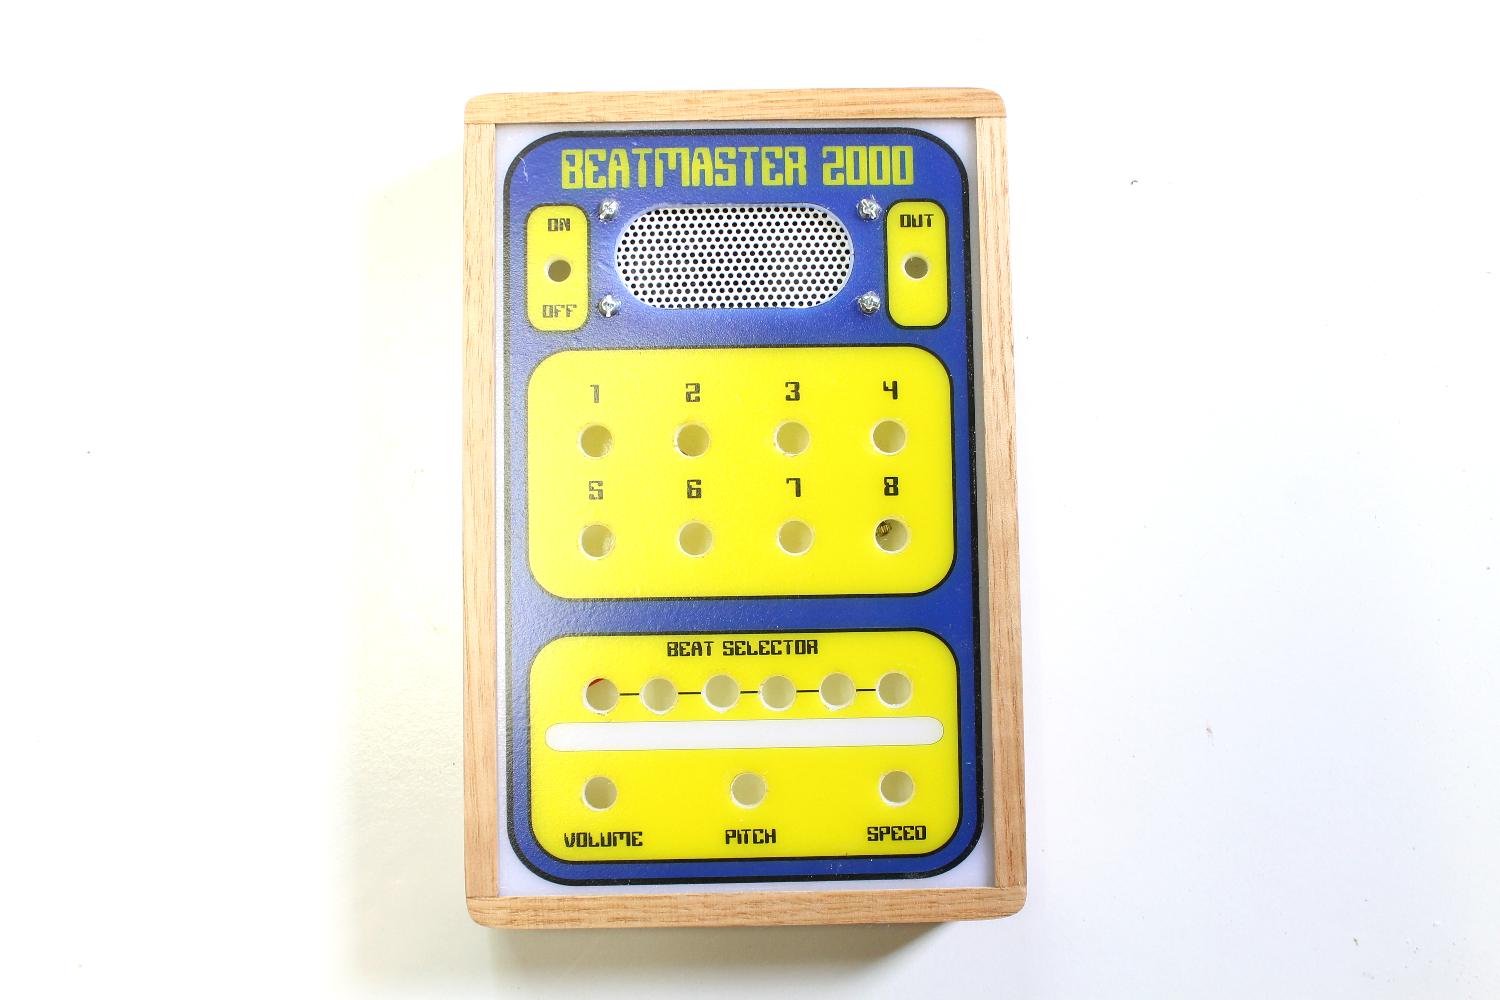 BEATMASTER 2000
ON
OUT
OFF
1 2 3 4
5 6 7 8
BEAT SELECTOR
VOLUME PITCH SPEED